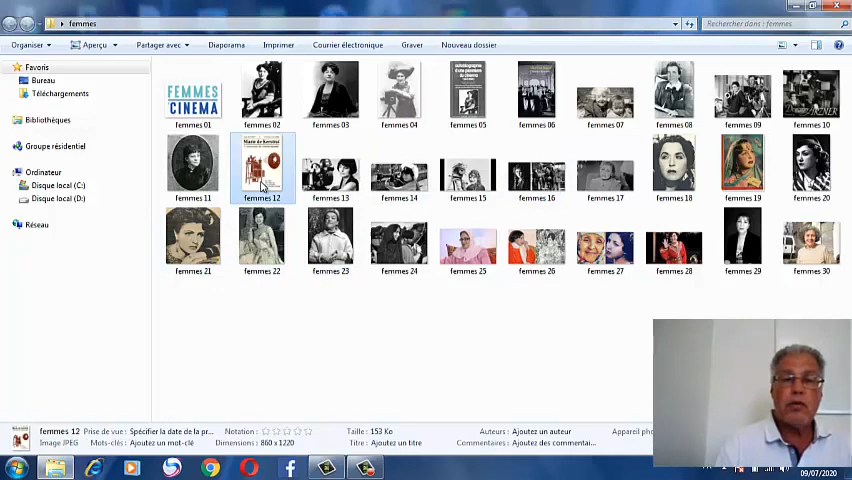 femmes
Rechercher dans : femmes
Organiser
Aperçu
Partager avec
Diaporama
Imprimer
Courrier électronique
Graver
Nouveau dossier
Favoris
Bureau
Téléchargements
Bibliothèques
Groupe résidentiel
Ordinateur
Disque local (C:)
Disque local (D:)
Réseau
FEMMES
CINEMA
femmes 01
femmes 02
femmes 03
femmes 04
femmes 05
femmes 06
femmes 07
femmes 08
femmes 09
femmes 10
femmes 11
femmes 12
femmes 13
femmes 14
femmes 15
femmes 16
femmes 17
femmes 18
femmes 19
femmes 20
femmes 21
femmes 22
femmes 23
femmes 24
femmes 25
femmes 26
femmes 27
femmes 28
femmes 29
femmes 30
femmes 12
Prise de vue : Spécifier la date de la pr...
Notation :
Taille : 153 Ko
Auteurs : Ajoutez un auteur
Appareil pho
Image JPEG
Mots-clés : Ajoutez un mot-clé
Dimensions : 860 x 1220
Titre : Ajoutez un titre
Commentaires : Ajoutez des commentai...
FR
09/07/2020